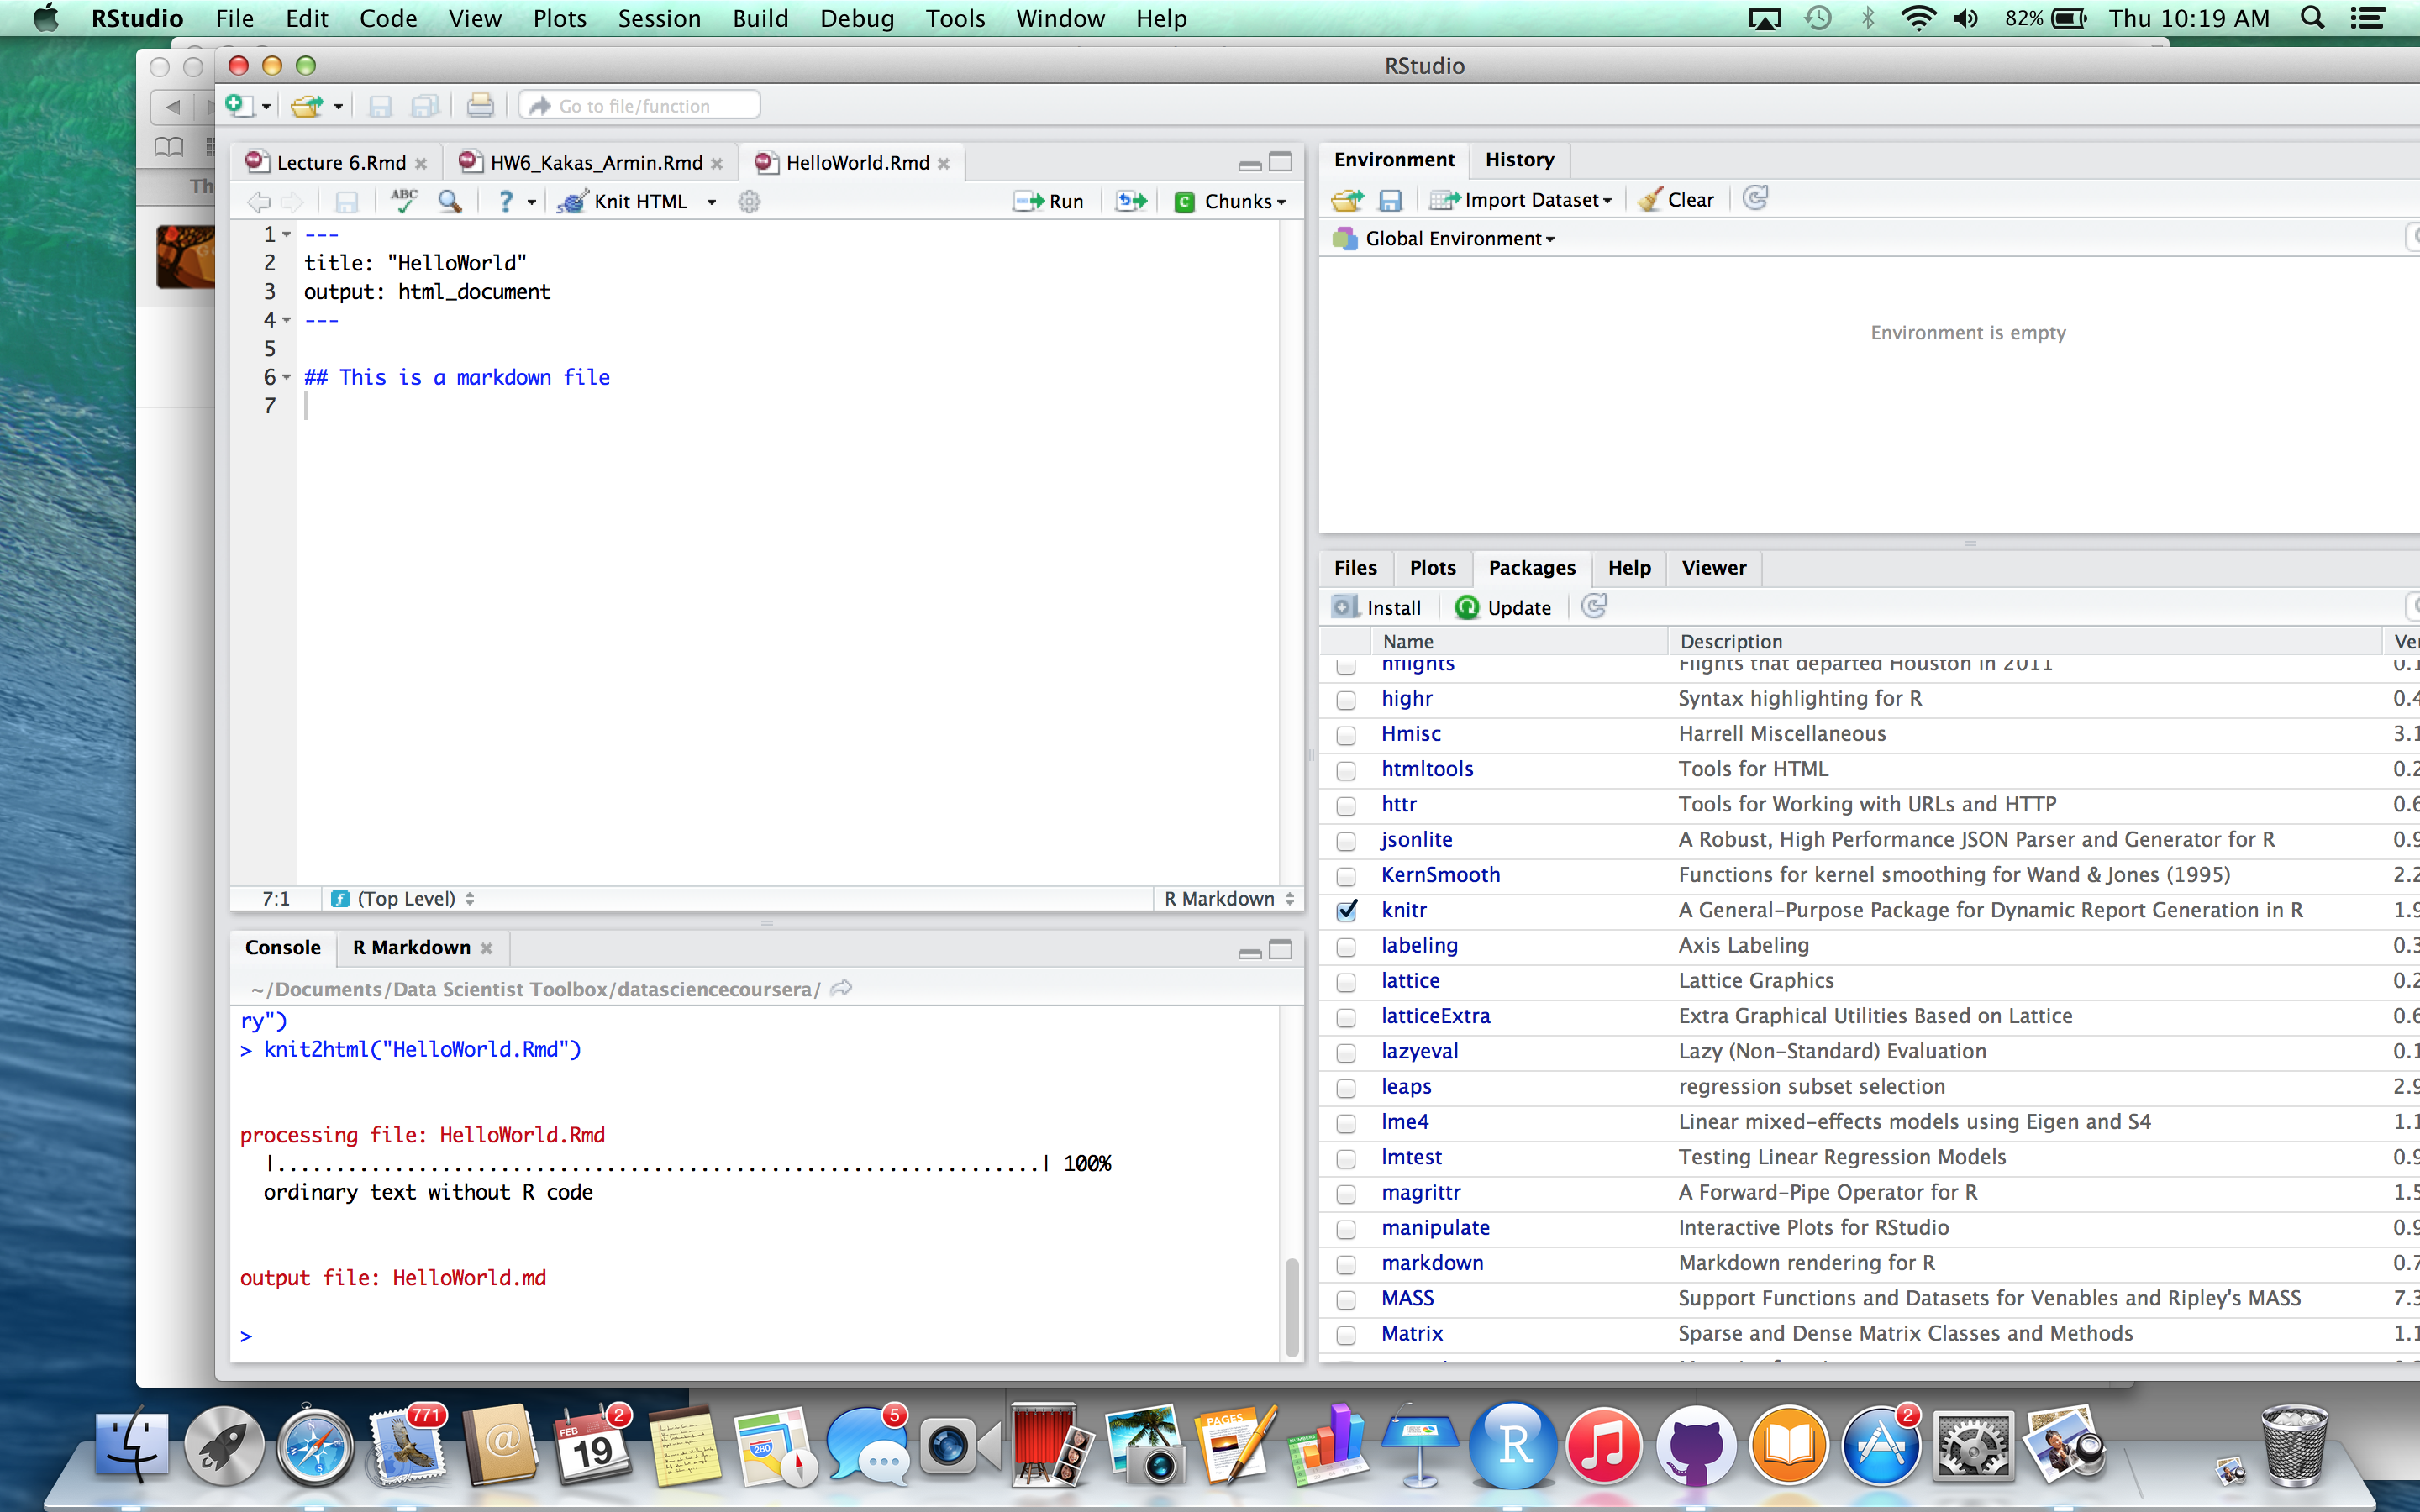 RStudio File Edit Code View Plots Session Build Debug Tools Window Help 82% Thu 10:19 AM
RStudio
Go to file/function
Th
Lecture 6.Rmd HW6_Kakas_Armin.Rmd HelloWorld.Rmd
ABC ? Knit HTML Run C Chunks
1 ---
2 title: "HelloWorld"
3 output: html_document
4 ---
5
6 ## This is a markdown file
7
7:1 (Top Level) R Markdown
Console R Markdown
~/Documents/Data Scientist Toolbox/datasciencecoursera/
ry")
> knit2html("HelloWorld.Rmd")
processing file: HelloWorld.Rmd
|.................................................................| 100%
ordinary text without R code
output file: HelloWorld.md
>
Environment History
Import Dataset Clear
Global Environment
Environment is empty
Files Plots Packages Help Viewer
Install Update
Name Description Ve
hflights Flights that departed Houston in 2011 0.1
highr Syntax highlighting for R 0.4
Hmisc Harrell Miscellaneous 3.1
htmltools Tools for HTML 0.2
httr Tools for Working with URLs and HTTP 0.6
jsonlite A Robust, High Performance JSON Parser and Generator for R 0.9
KernSmooth Functions for kernel smoothing for Wand & Jones (1995) 2.2
knitr A General-Purpose Package for Dynamic Report Generation in R 1.9
labeling Axis Labeling 0.3
lattice Lattice Graphics 0.2
latticeExtra Extra Graphical Utilities Based on Lattice 0.6
lazyeval Lazy (Non-Standard) Evaluation 0.1
leaps regression subset selection 2.9
lme4 Linear mixed-effects models using Eigen and S4 1.1
lmtest Testing Linear Regression Models 0.9
magrittr A Forward-Pipe Operator for R 1.5
manipulate Interactive Plots for RStudio 0.9
markdown Markdown rendering for R 0.7
MASS Support Functions and Datasets for Venables and Ripley's MASS 7.3
Matrix Sparse and Dense Matrix Classes and Methods 1.1
771 @ FEB 19 2 280 5 PAGES NUMBERS R 2